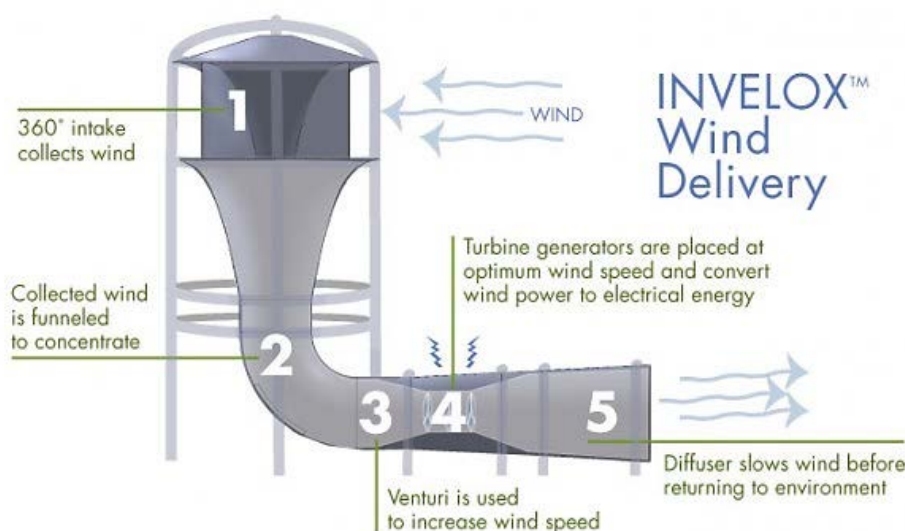 INVELOX™
Wind
Delivery
WIND
1
360° intake
collects wind
Turbine generators are placed at
optimum wind speed and convert
wind power to electrical energy
Collected wind
is funneled
to concentrate
2
3
4
5
Diffuser slows wind before
returning to environment
Venturi is used
to increase wind speed